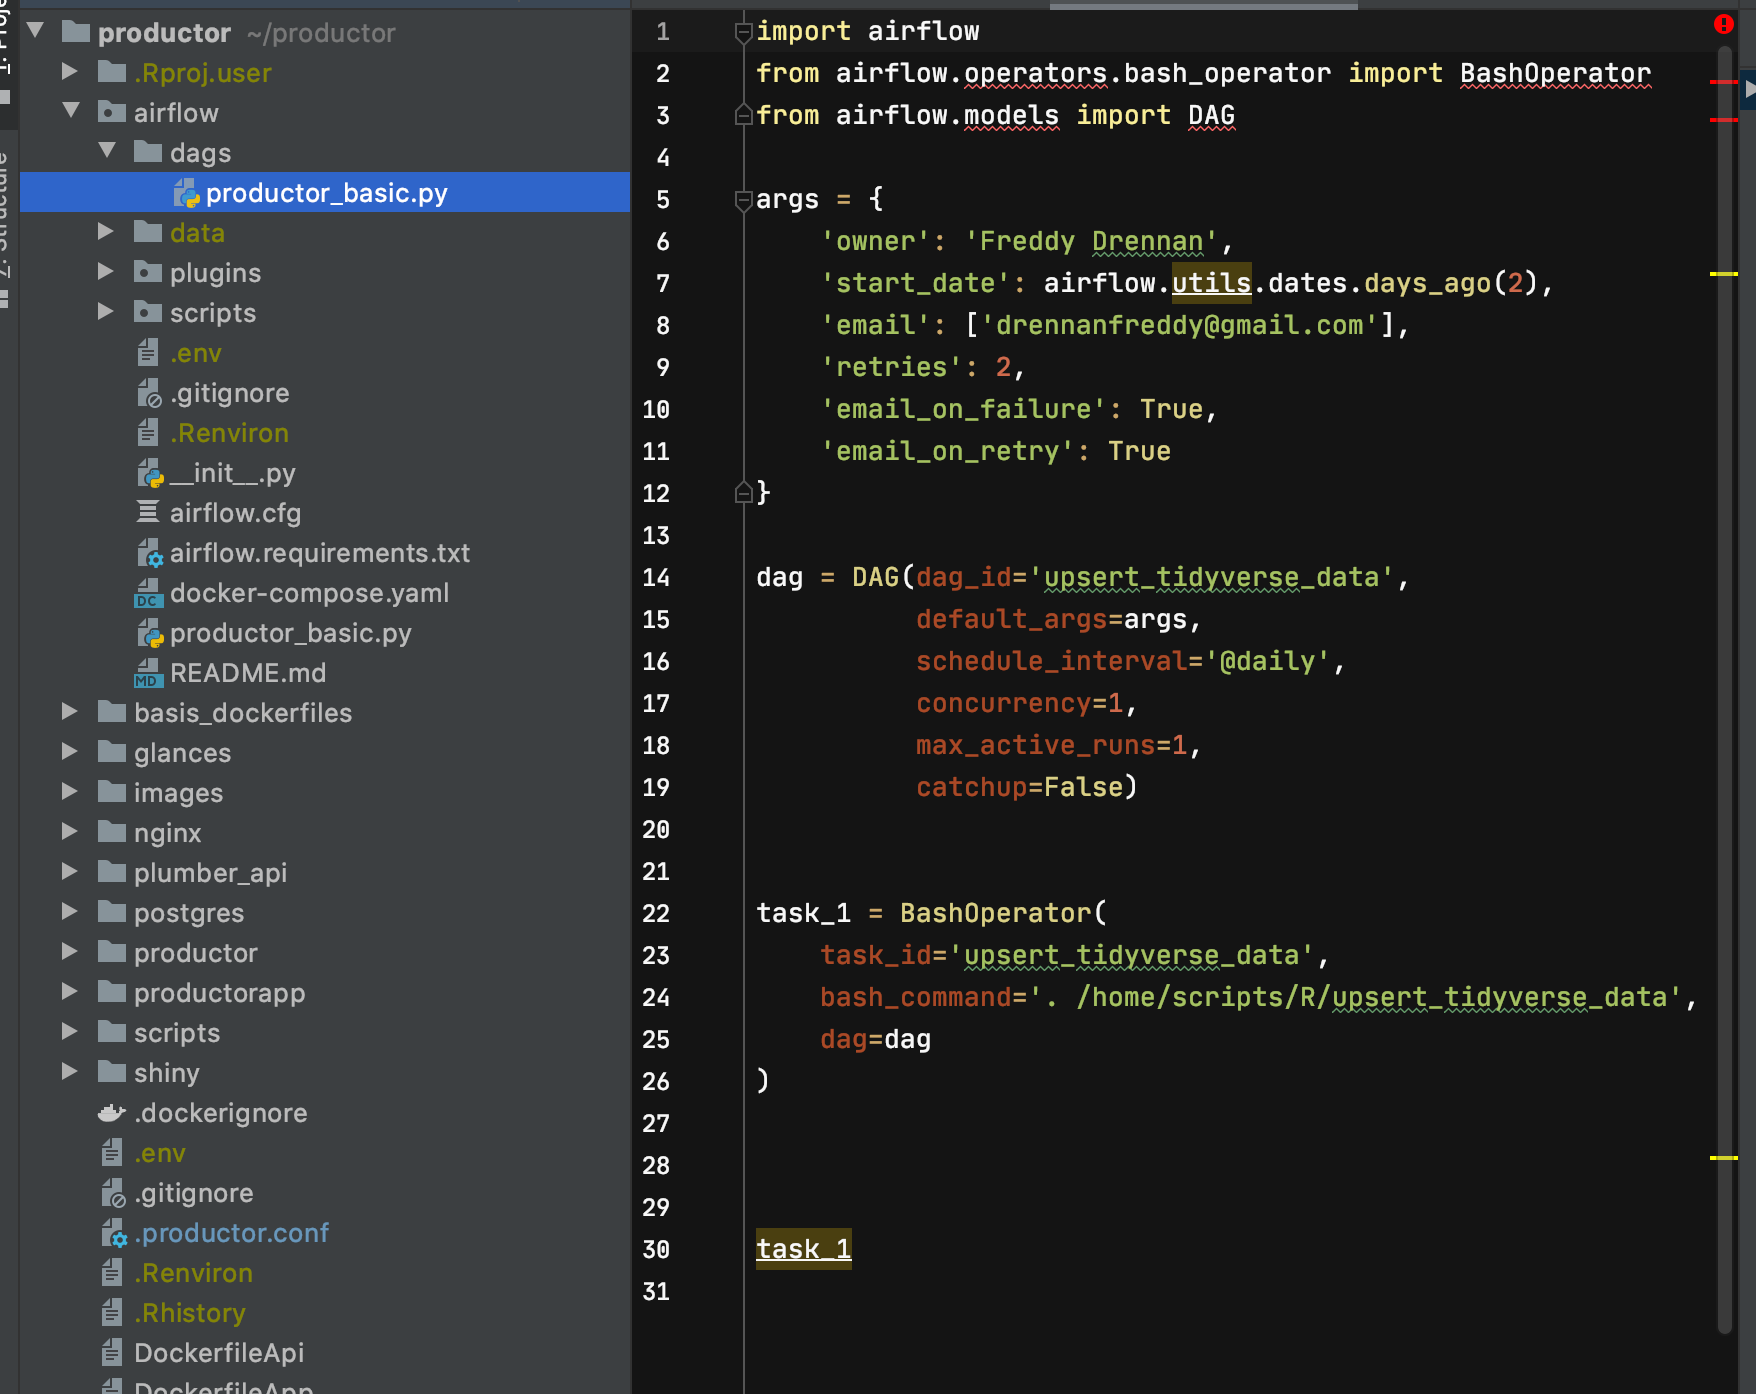 productor ~/productor
.Rproj.user
airflow
dags
productor_basic.py
data
plugins
scripts
.env
.gitignore
.Renviron
__init__.py
airflow.cfg
airflow.requirements.txt
DC docker-compose.yaml
productor_basic.py
MD README.md
basis_dockerfiles
glances
images
nginx
plumber_api
postgres
productor
productorapp
scripts
shiny
.dockerignore
.env
.gitignore
.productor.conf
.Renviron
.Rhistory
DockerfileApi
DockerfileApp
Z: Structure
1 import airflow
2 from airflow.operators.bash_operator import BashOperator
3 from airflow.models import DAG
4
5 args = {
6     'owner': 'Freddy Drennan',
7     'start_date': airflow.utils.dates.days_ago(2),
8     'email': ['drennanfreddy@gmail.com'],
9     'retries': 2,
10     'email_on_failure': True,
11     'email_on_retry': True
12 }
13
14 dag = DAG(dag_id='upsert_tidyverse_data',
15           default_args=args,
16           schedule_interval='@daily',
17           concurrency=1,
18           max_active_runs=1,
19           catchup=False)
20
21
22 task_1 = BashOperator(
23     task_id='upsert_tidyverse_data',
24     bash_command='. /home/scripts/R/upsert_tidyverse_data',
25     dag=dag
26 )
27
28
29
30 task_1
31